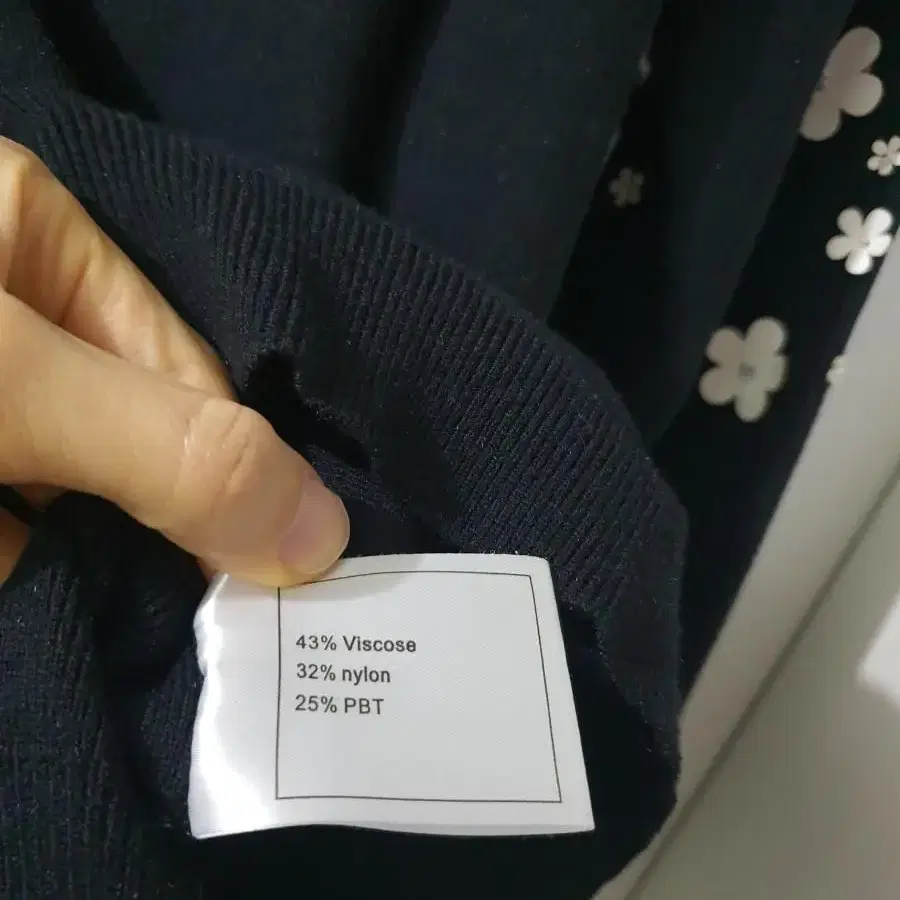 43% Viscose
32% nylon
25% PBT